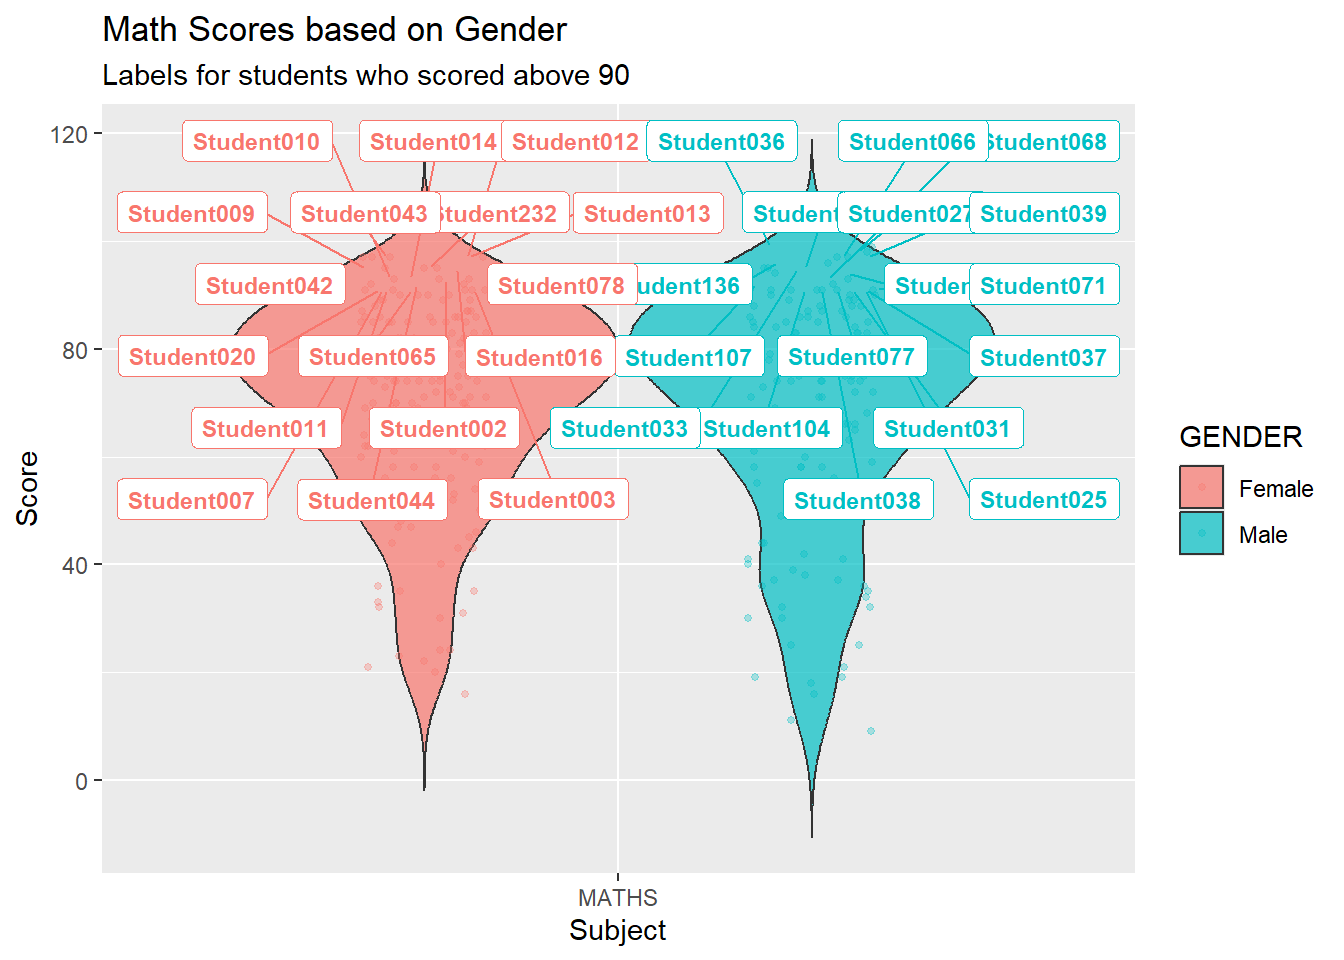 Math Scores based on Gender
Labels for students who scored above 90
120
80
40
0
Score
Student010 Student014 Student012 Student036 Student066 Student068
Student009 Student043 Student232 Student013 Student Student027 Student039
Student042 Student078 udent136 Studen Student071
Student020 Student065 Student016 Student107 Student077 Student037
Student011 Student002 Student033 Student104 Student031
Student007 Student044 Student003 Student038 Student025
GENDER
Female
Male
MATHS
Subject